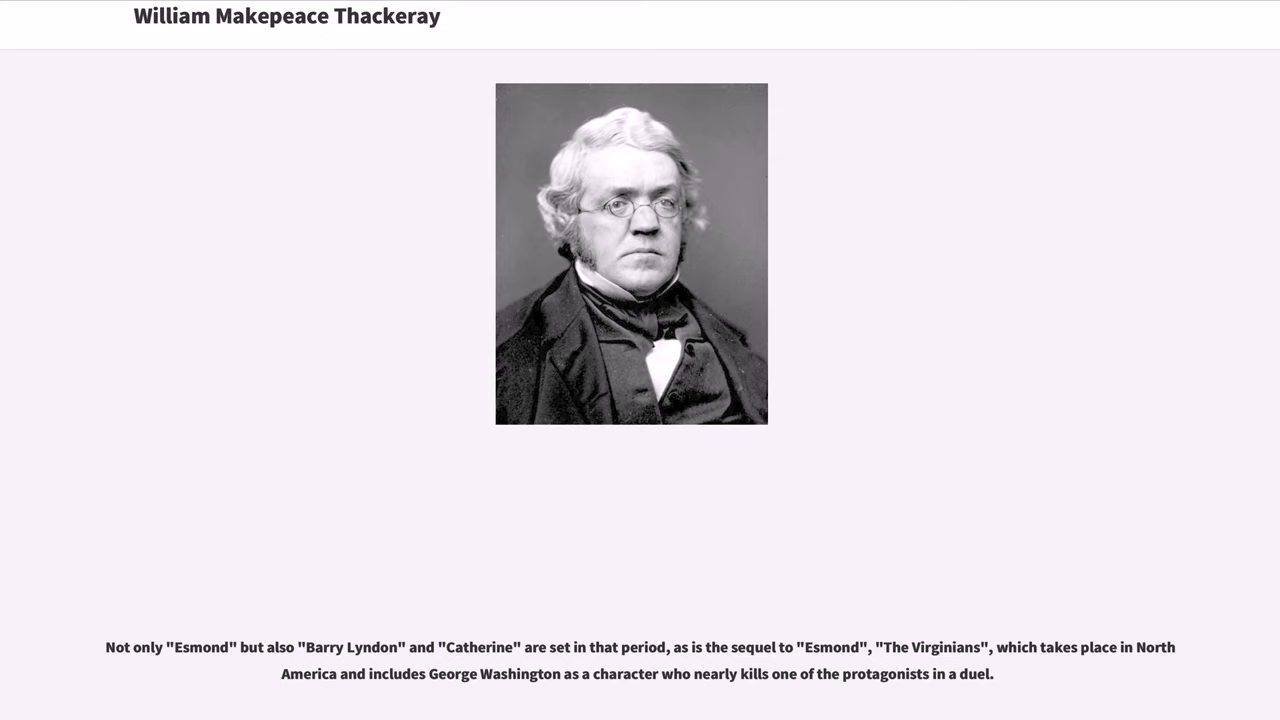 William Makepeace Thackeray
Not only "Esmond" but also "Barry Lyndon" and "Catherine" are set in that period, as is the sequel to "Esmond", "The Virginians", which takes place in North
America and includes George Washington as a character who nearly kills one of the protagonists in a duel.